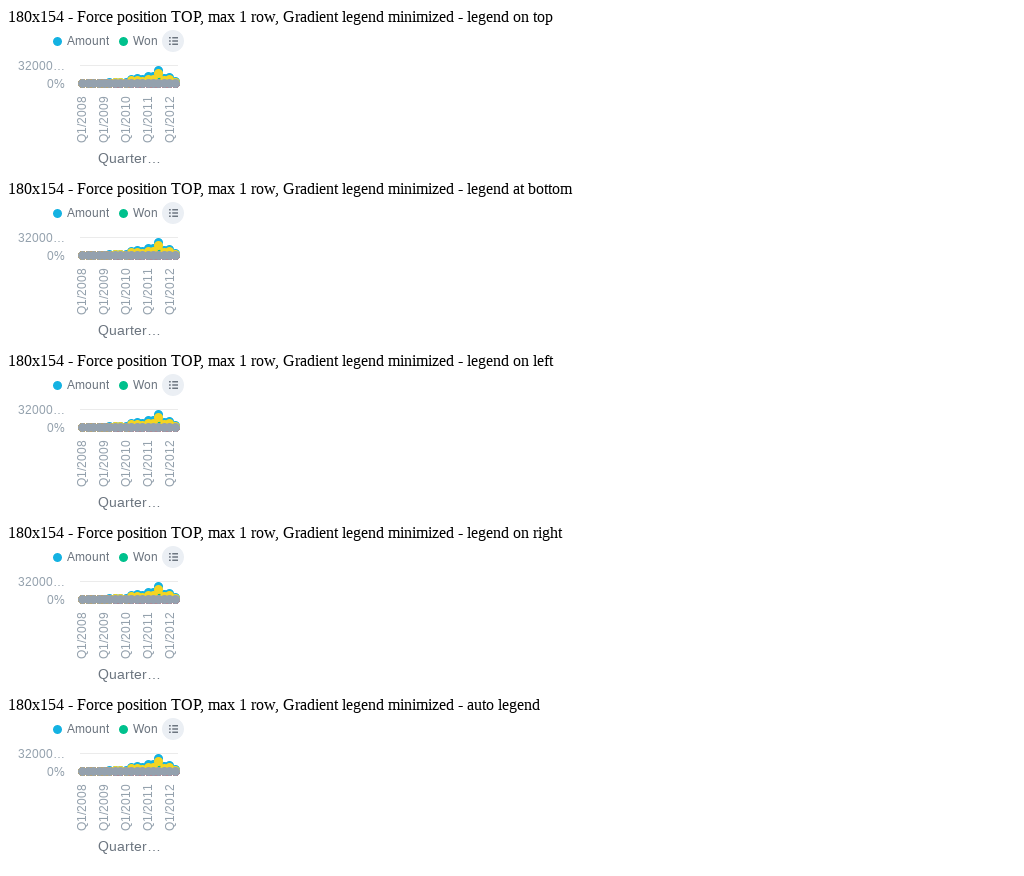 180x154 - Force position TOP, max 1 row, Gradient legend minimized - legend on top
Amount Won
32000…
0%
Q1/2008 Q1/2009 Q1/2010 Q1/2011 Q1/2012
Quarter…
180x154 - Force position TOP, max 1 row, Gradient legend minimized - legend at bottom
Amount Won
32000…
0%
Q1/2008 Q1/2009 Q1/2010 Q1/2011 Q1/2012
Quarter…
180x154 - Force position TOP, max 1 row, Gradient legend minimized - legend on left
Amount Won
32000…
0%
Q1/2008 Q1/2009 Q1/2010 Q1/2011 Q1/2012
Quarter…
180x154 - Force position TOP, max 1 row, Gradient legend minimized - legend on right
Amount Won
32000…
0%
Q1/2008 Q1/2009 Q1/2010 Q1/2011 Q1/2012
Quarter…
180x154 - Force position TOP, max 1 row, Gradient legend minimized - auto legend
Amount Won
32000…
0%
Q1/2008 Q1/2009 Q1/2010 Q1/2011 Q1/2012
Quarter…